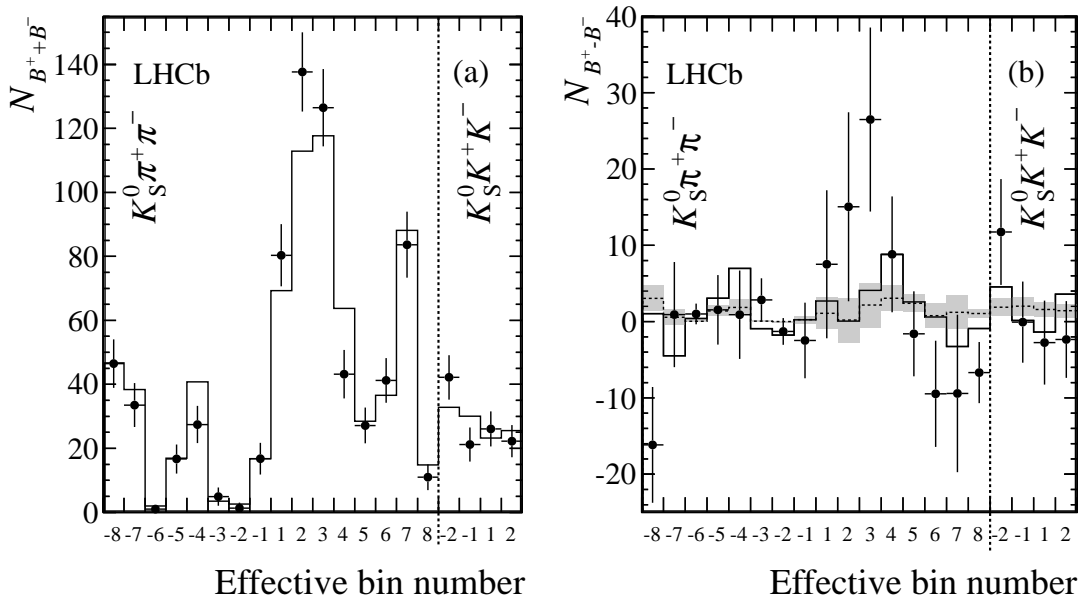 N_{B^+ + B^-}
140
120
100
80
60
40
20
0
LHCb
(a)
K^0_S π^+ π^-
K^0_S K^+ K^-
-8 -7 -6 -5 -4 -3 -2 -1 1 2 3 4 5 6 7 8 -2 -1 1 2
Effective bin number
N_{B^+ - B^-}
40
30
20
10
0
-10
-20
LHCb
(b)
K^0_S π^+ π^-
K^0_S K^+ K^-
-8 -7 -6 -5 -4 -3 -2 -1 1 2 3 4 5 6 7 8 -2 -1 1 2
Effective bin number